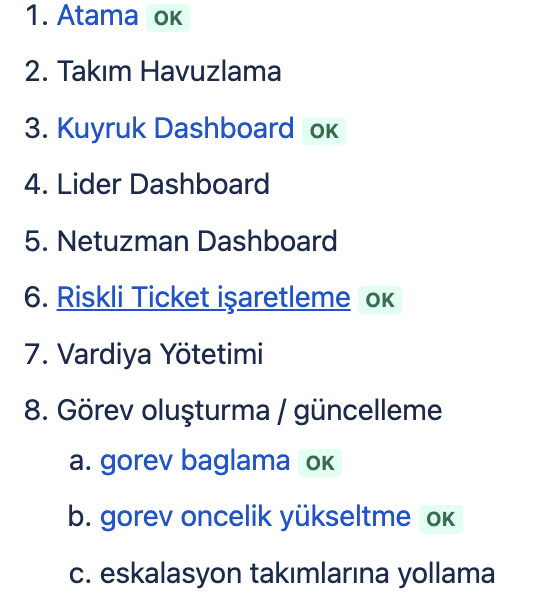 1. Atama OK
2. Takım Havuzlama
3. Kuyruk Dashboard OK
4. Lider Dashboard
5. Netuzman Dashboard
6. Riskli Ticket işaretleme OK
7. Vardiya Yötetimi
8. Görev oluşturma / güncelleme
a. gorev baglama OK
b. gorev oncelik yükseltme OK
c. eskalasyon takımlarına yollama